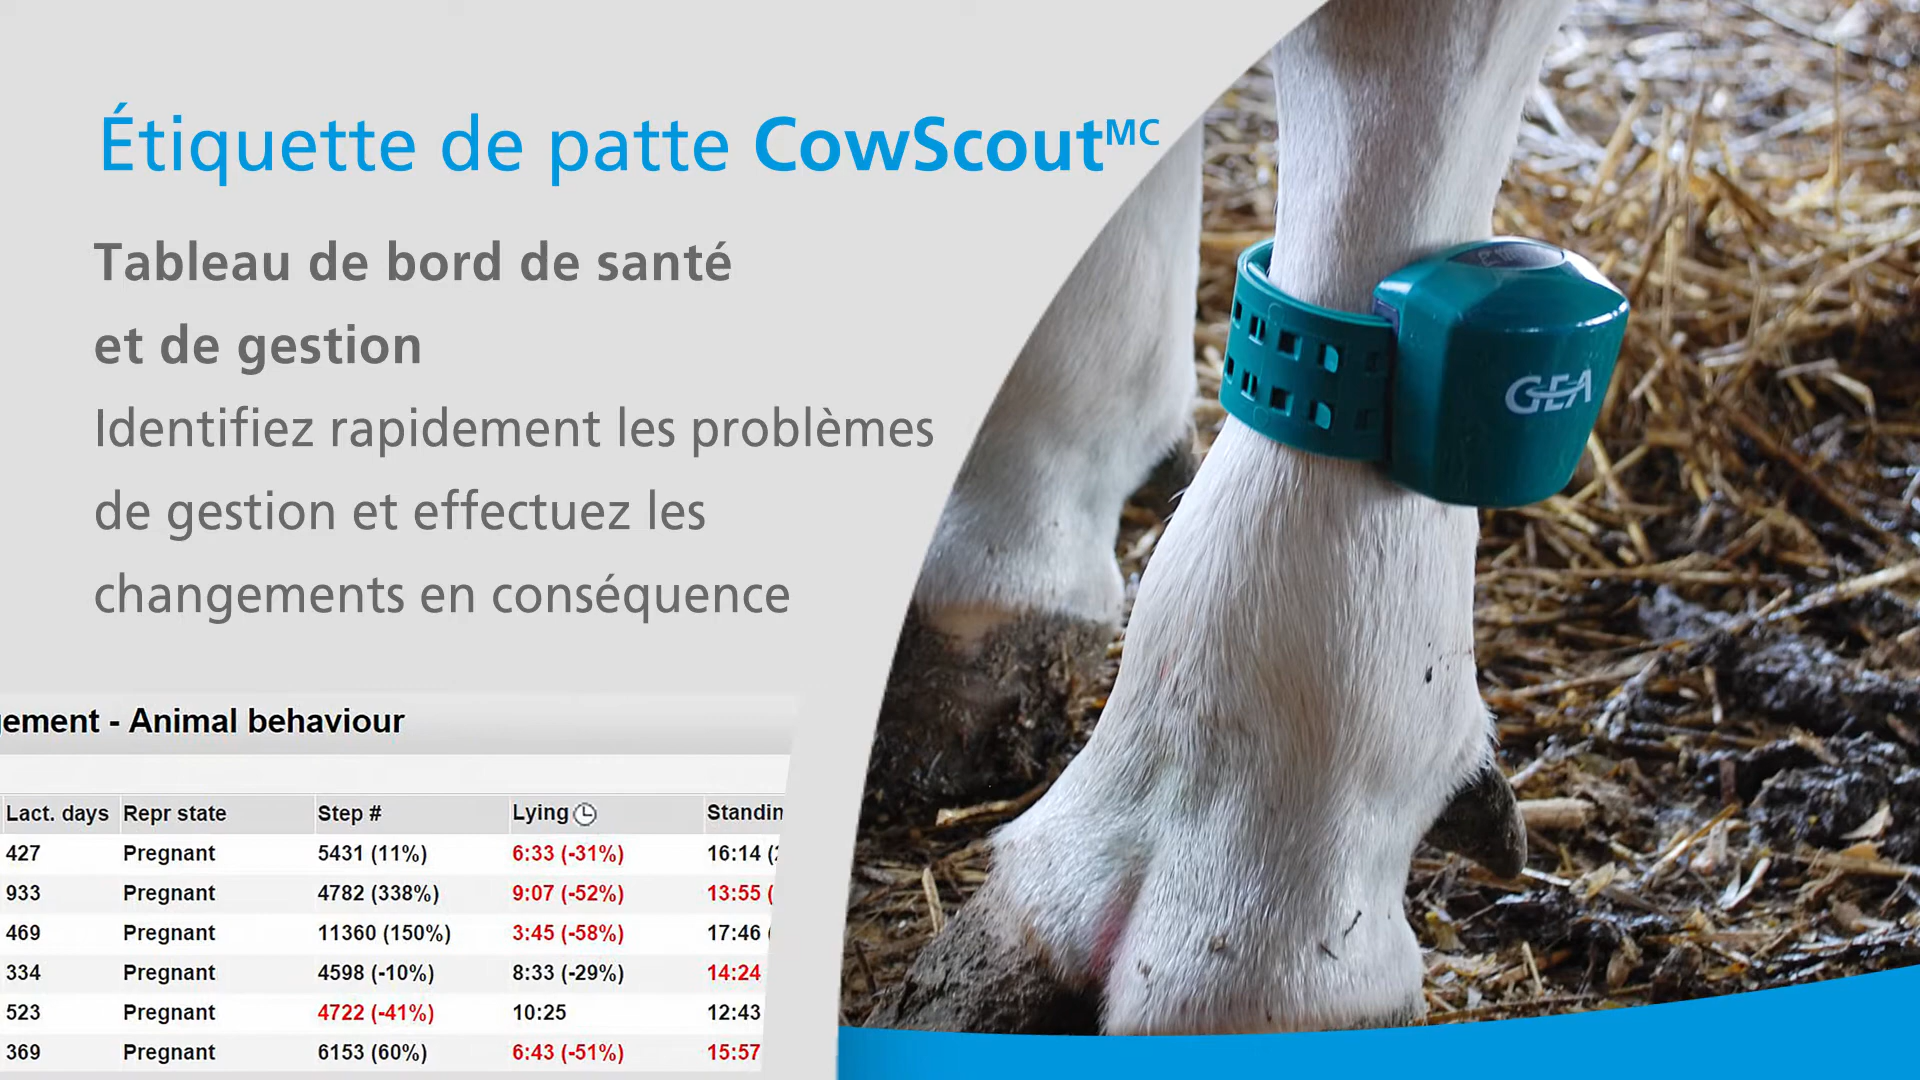 Étiquette de patte CowScoutᴹᶜ
Tableau de bord de santé
et de gestion
Identifiez rapidement les problèmes
de gestion et effectuez les
changements en conséquence
GEA
ement - Animal behaviour
Lact. days Repr state Step # Lying Standin
427 Pregnant 5431 (11%) 6:33 (-31%) 16:14 (
933 Pregnant 4782 (338%) 9:07 (-52%) 13:55 (
469 Pregnant 11360 (150%) 3:45 (-58%) 17:46 (
334 Pregnant 4598 (-10%) 8:33 (-29%) 14:24
523 Pregnant 4722 (-41%) 10:25 12:43
369 Pregnant 6153 (60%) 6:43 (-51%) 15:57